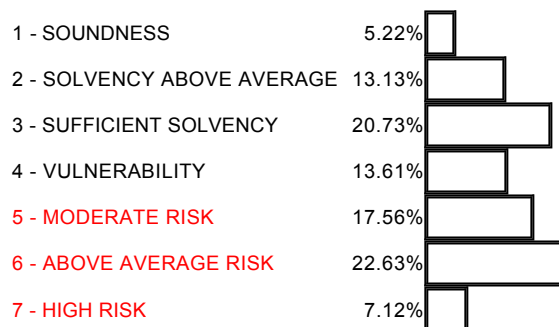 1 - SOUNDNESS 5.22%
2 - SOLVENCY ABOVE AVERAGE 13.13%
3 - SUFFICIENT SOLVENCY 20.73%
4 - VULNERABILITY 13.61%
5 - MODERATE RISK 17.56%
6 - ABOVE AVERAGE RISK 22.63%
7 - HIGH RISK 7.12%